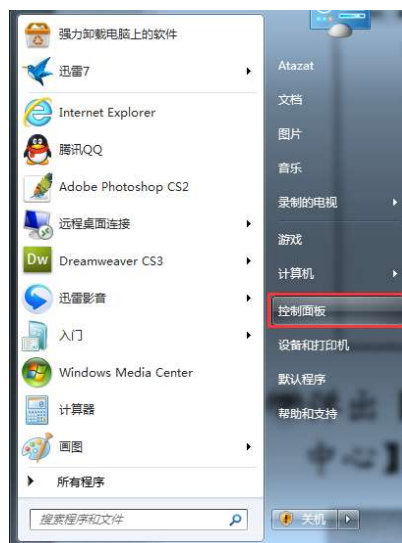 强力卸载电脑上的软件
迅雷7
Internet Explorer
腾讯QQ
Adobe Photoshop CS2
远程桌面连接
Dw Dreamweaver CS3
迅雷影音
入门
Windows Media Center
计算器
画图
所有程序
搜索程序和文件
Atazat
文档
图片
音乐
录制的电视
游戏
计算机
控制面板
设备和打印机
默认程序
帮助和支持
中心】
关机